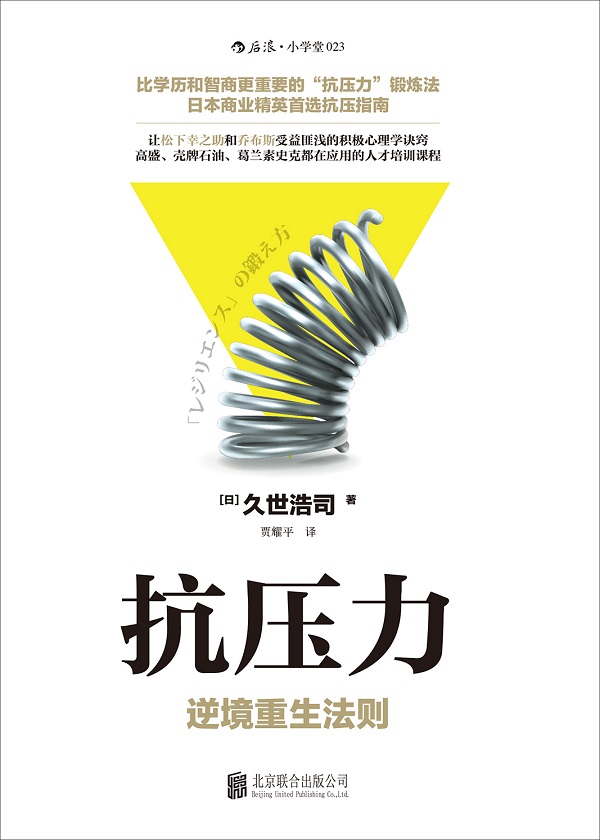 后浪·小学堂 023
比学历和智商更重要的“抗压力”锻炼法
日本商业精英首选抗压指南
让松下幸之助和乔布斯受益匪浅的积极心理学诀窍
高盛、壳牌石油、葛兰素史克都在应用的人才培训课程
「レジリエンス」の鍛え方
[日]久世浩司 著
贾耀平 译
抗压力
逆境重生法则
北京联合出版公司
Beijing United Publishing Co.,Ltd.